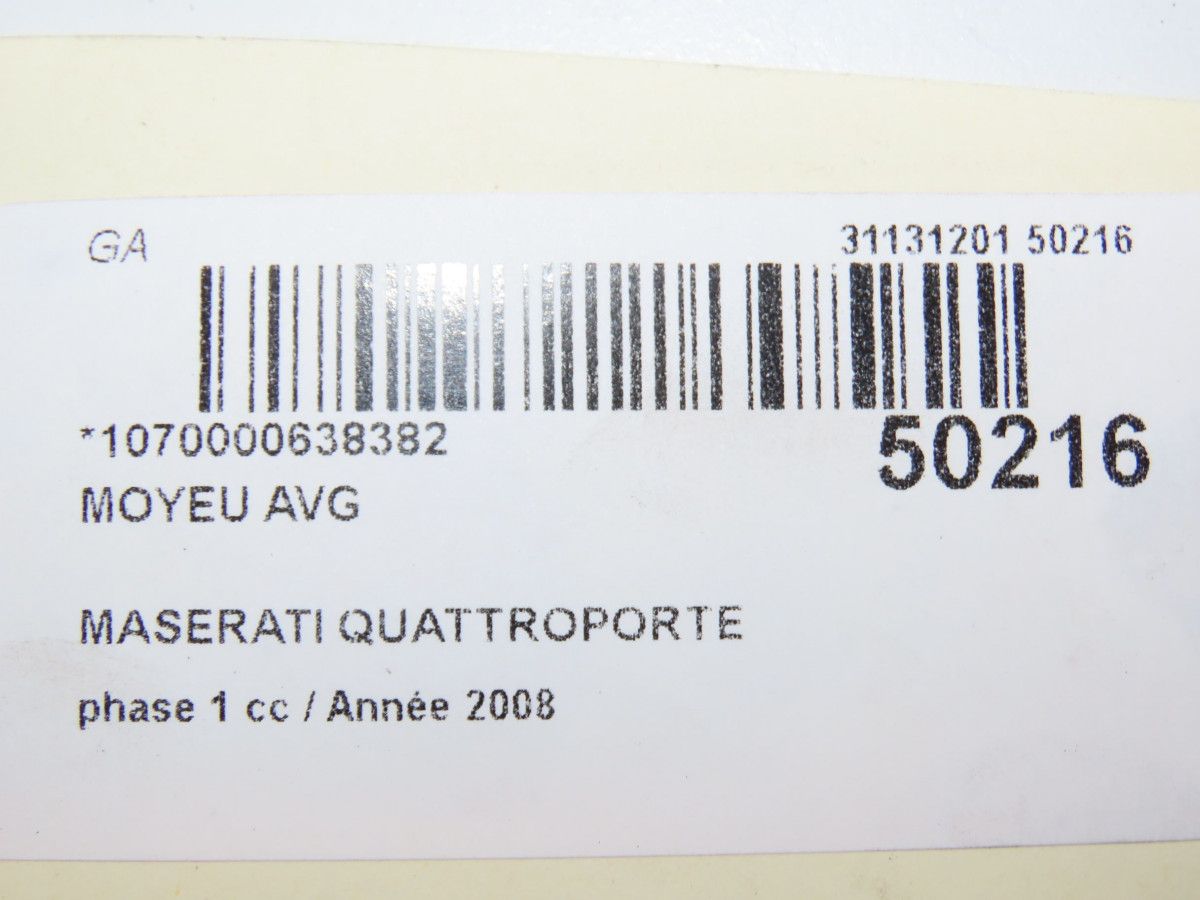 GA 31131201 50216
*1070000638382 50216
MOYEU AVG
MASERATI QUATTROPORTE
phase 1 cc / Année 2008